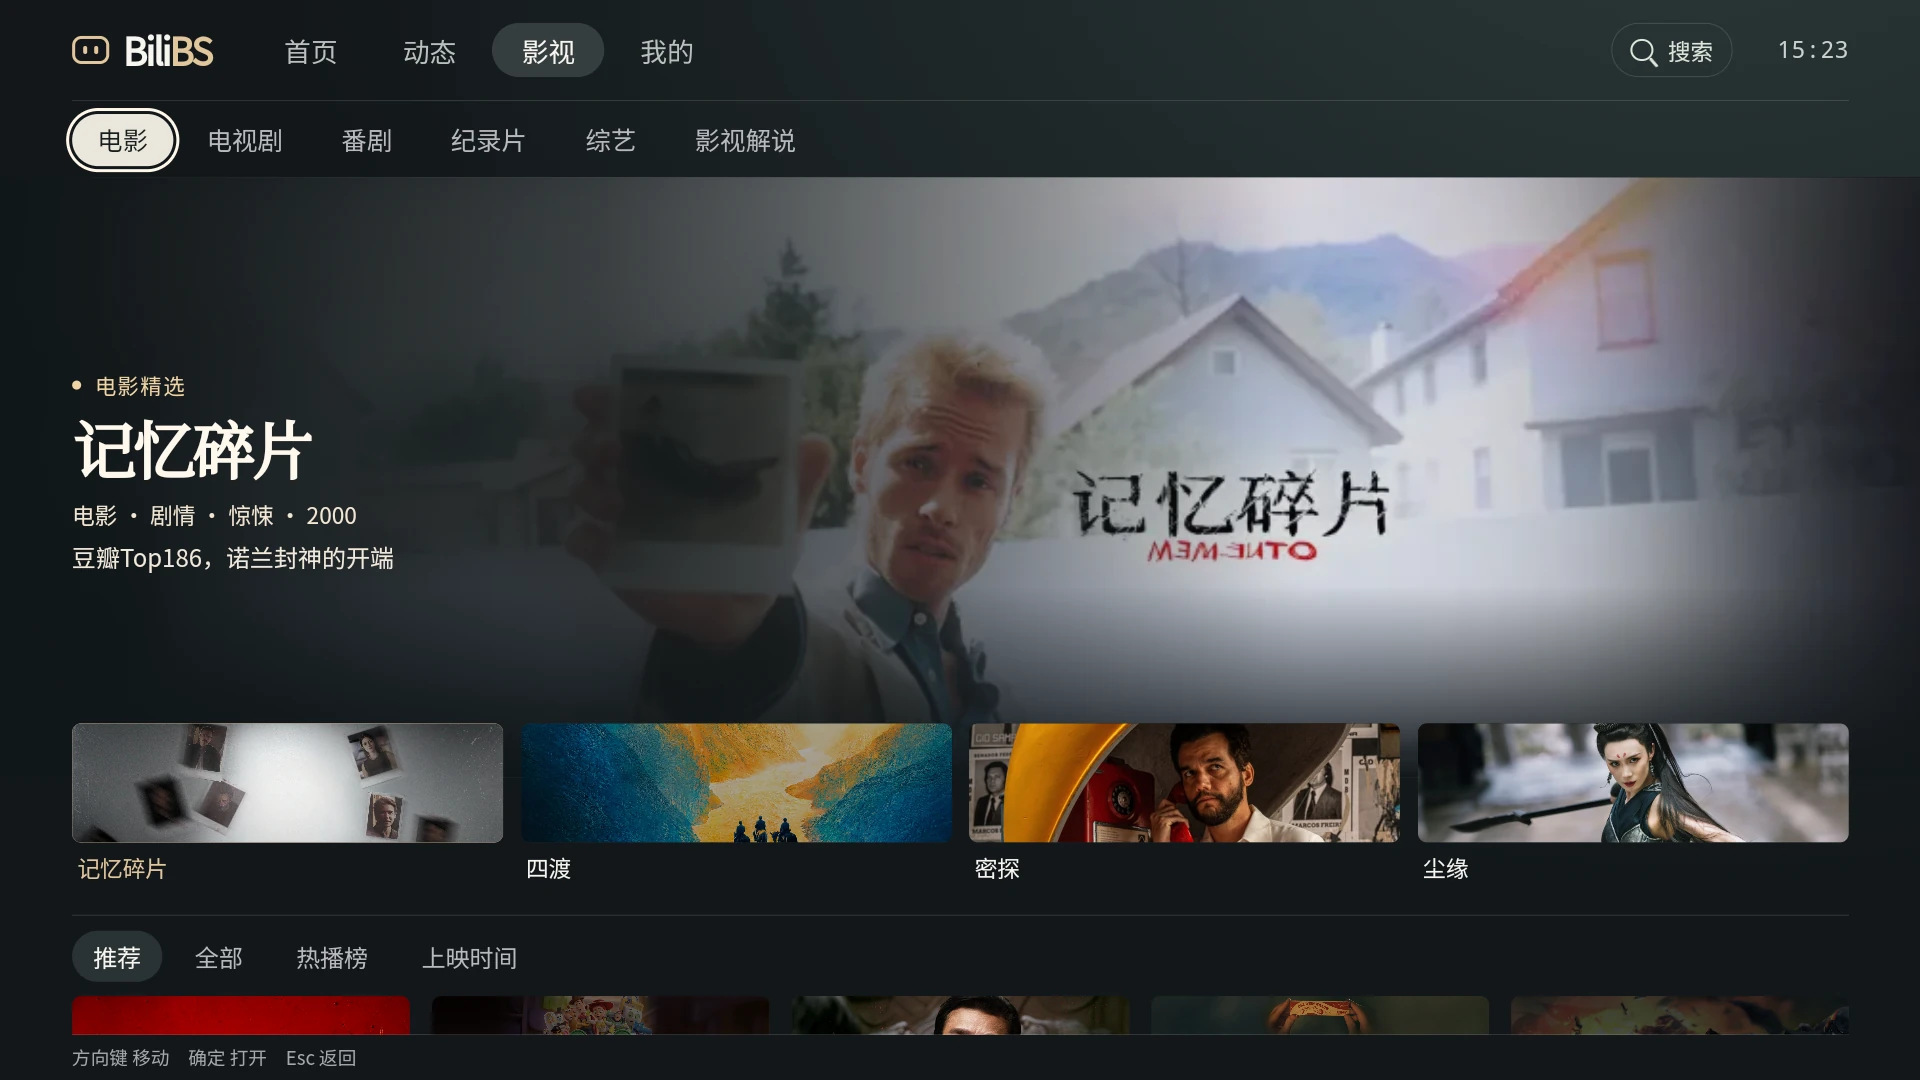 BiliBS
首页
动态
影视
我的
搜索
15:23
电影
电视剧
番剧
纪录片
综艺
影视解说
电影精选
记忆碎片
电影 · 剧情 · 惊悚 · 2000
豆瓣Top186，诺兰封神的开端
记忆碎片
记忆碎片
四渡
密探
尘缘
推荐
全部
热播榜
上映时间
方向键 移动 确定 打开 Esc 返回